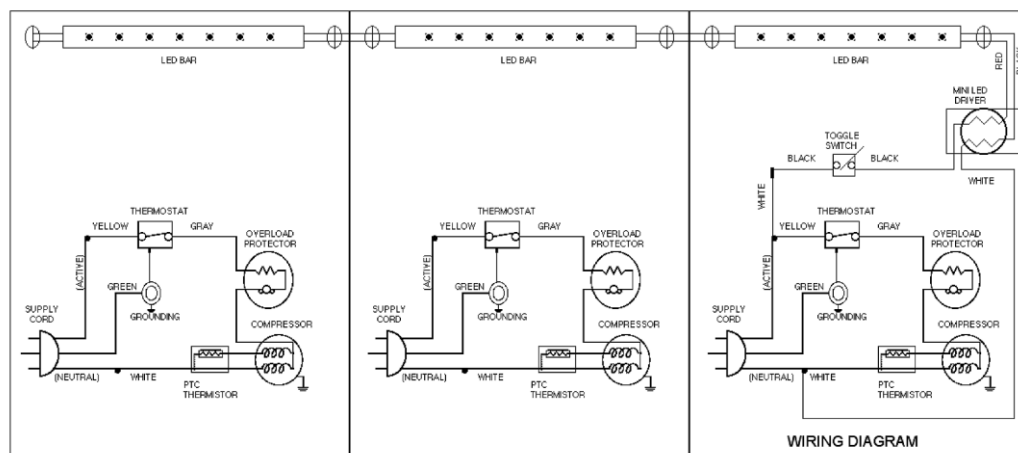 LED BAR
LED BAR
LED BAR
RED
BLACK
MINI LED
DRIVER
TOGGLE
SWITCH
BLACK
BLACK
WHITE
WHITE
THERMOSTAT
YELLOW
GRAY
OVERLOAD
PROTECTOR
(ACTIVE)
GREEN
GROUNDING
SUPPLY
CORD
COMPRESSOR
(NEUTRAL)
WHITE
PTC
THERMISTOR
THERMOSTAT
YELLOW
GRAY
OVERLOAD
PROTECTOR
(ACTIVE)
GREEN
GROUNDING
SUPPLY
CORD
COMPRESSOR
(NEUTRAL)
WHITE
PTC
THERMISTOR
THERMOSTAT
YELLOW
GRAY
OVERLOAD
PROTECTOR
(ACTIVE)
GREEN
GROUNDING
SUPPLY
CORD
COMPRESSOR
(NEUTRAL)
WHITE
PTC
THERMISTOR
WIRING DIAGRAM